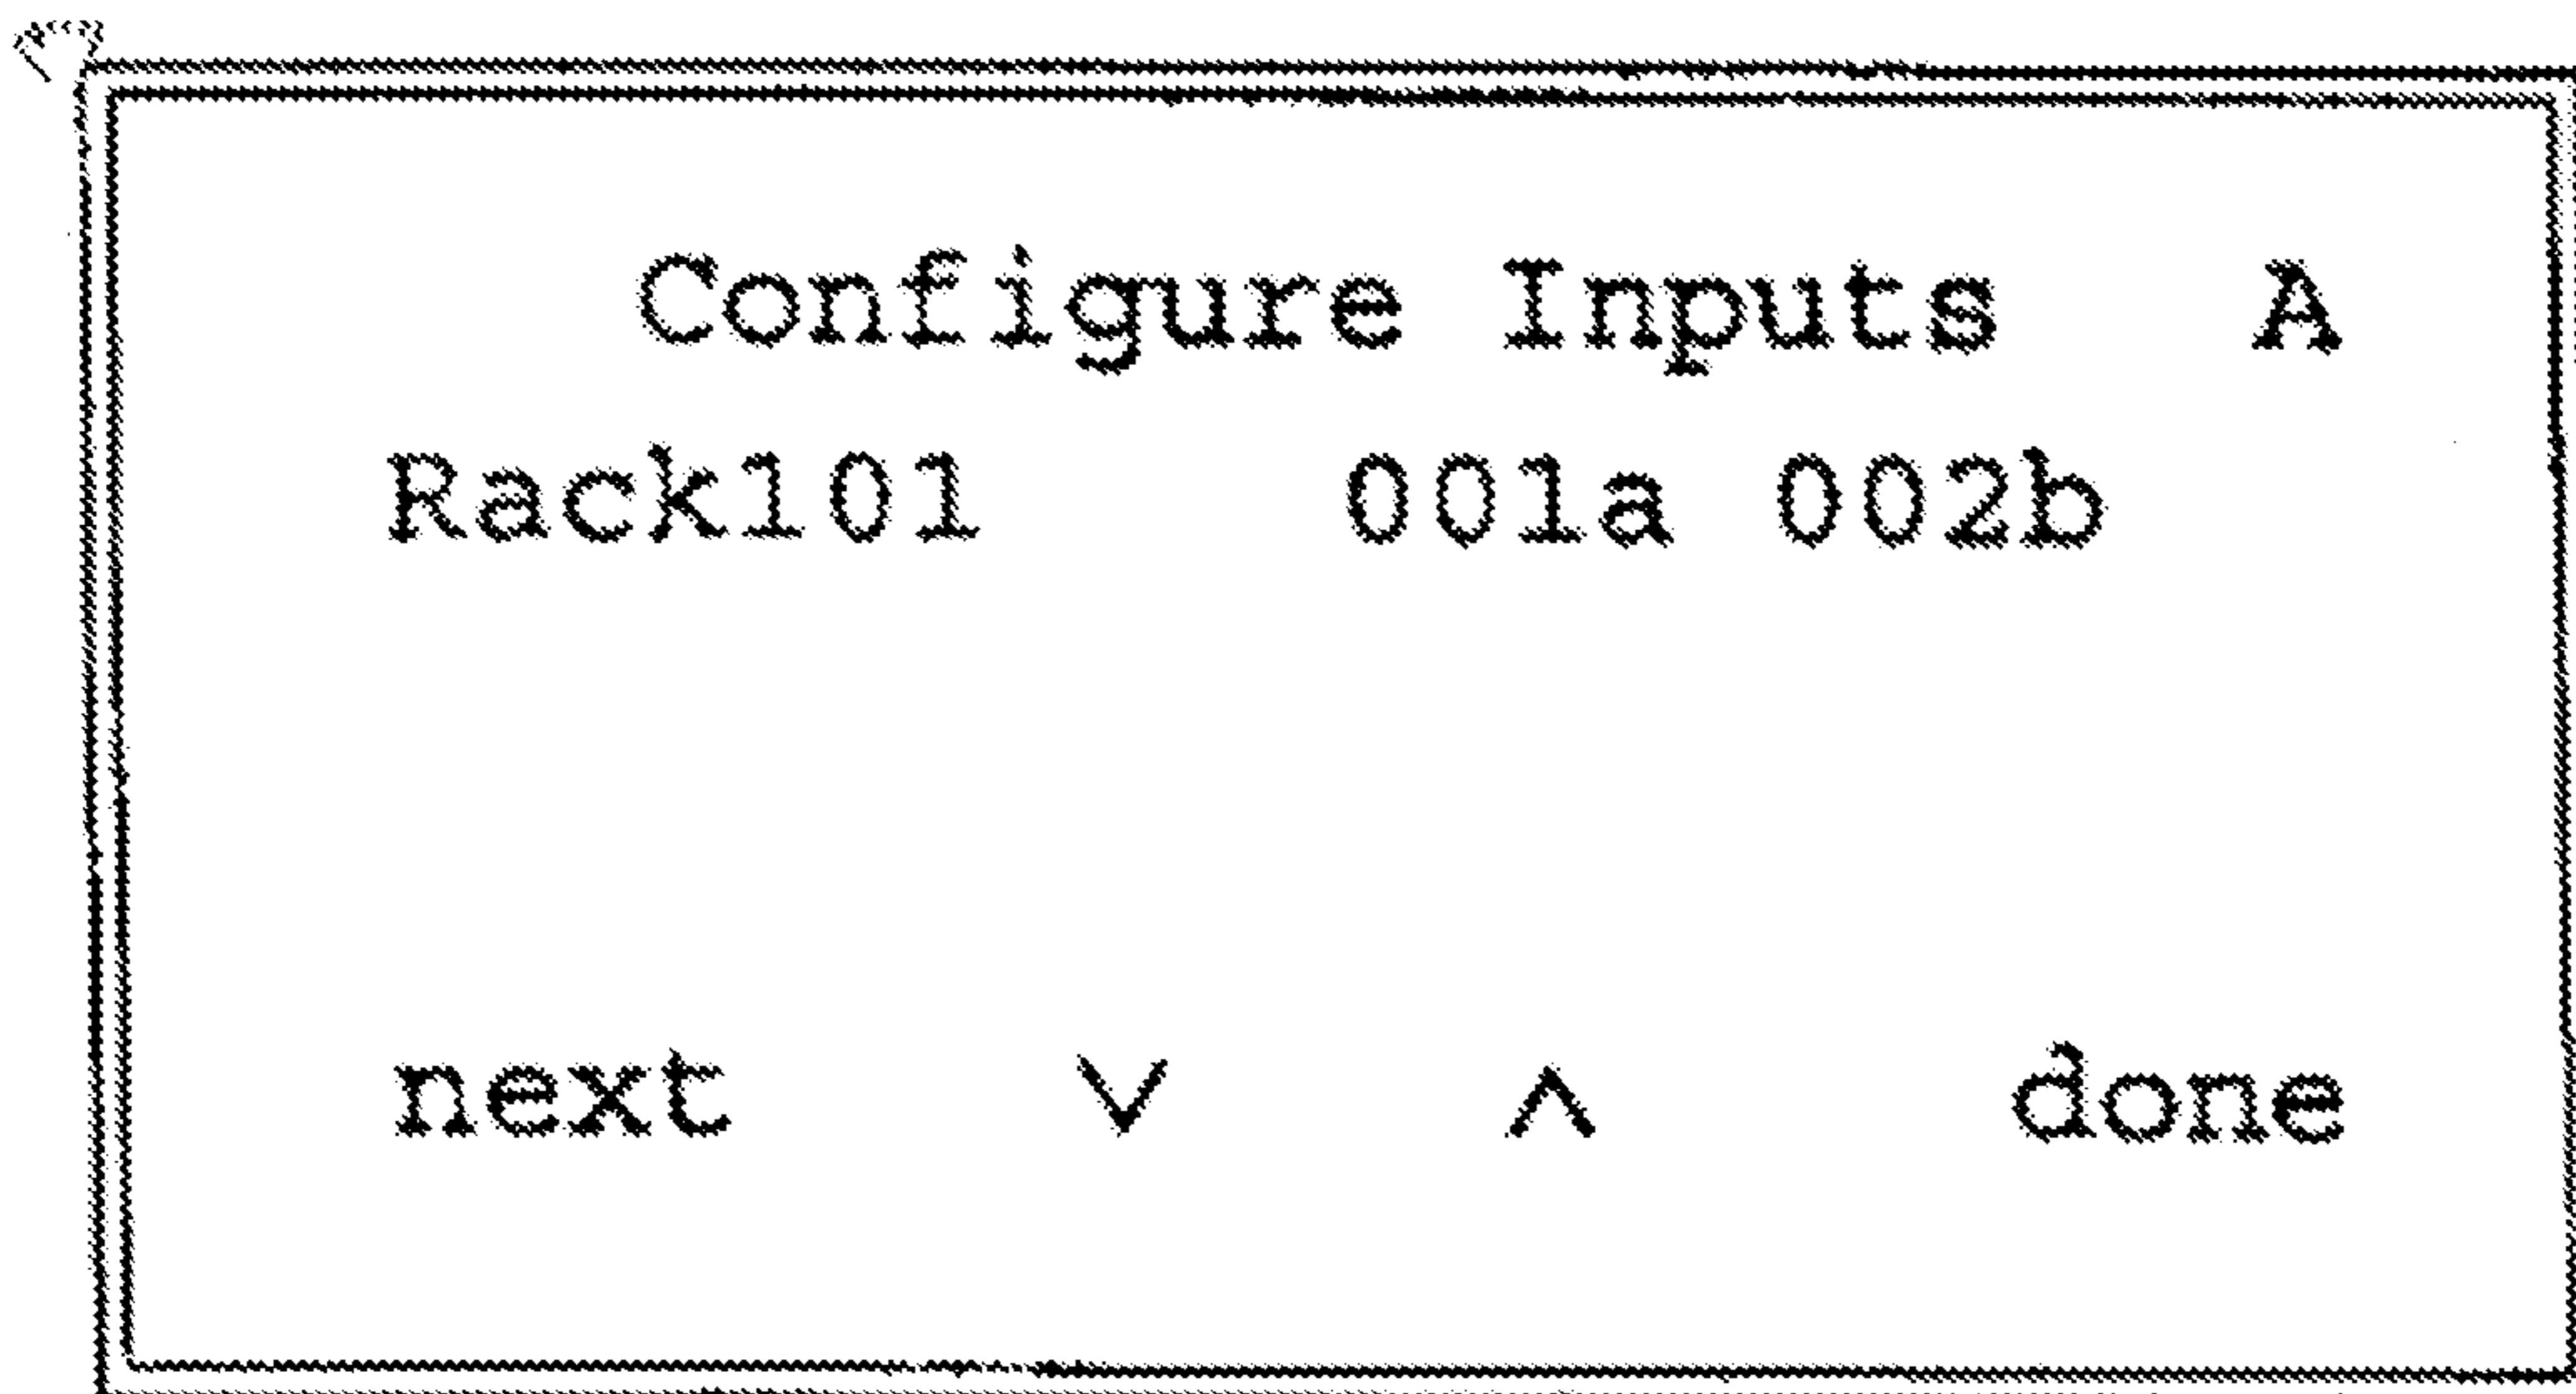 Configure Inputs A
Rack101 001a 002b
next ∨ ∧ done